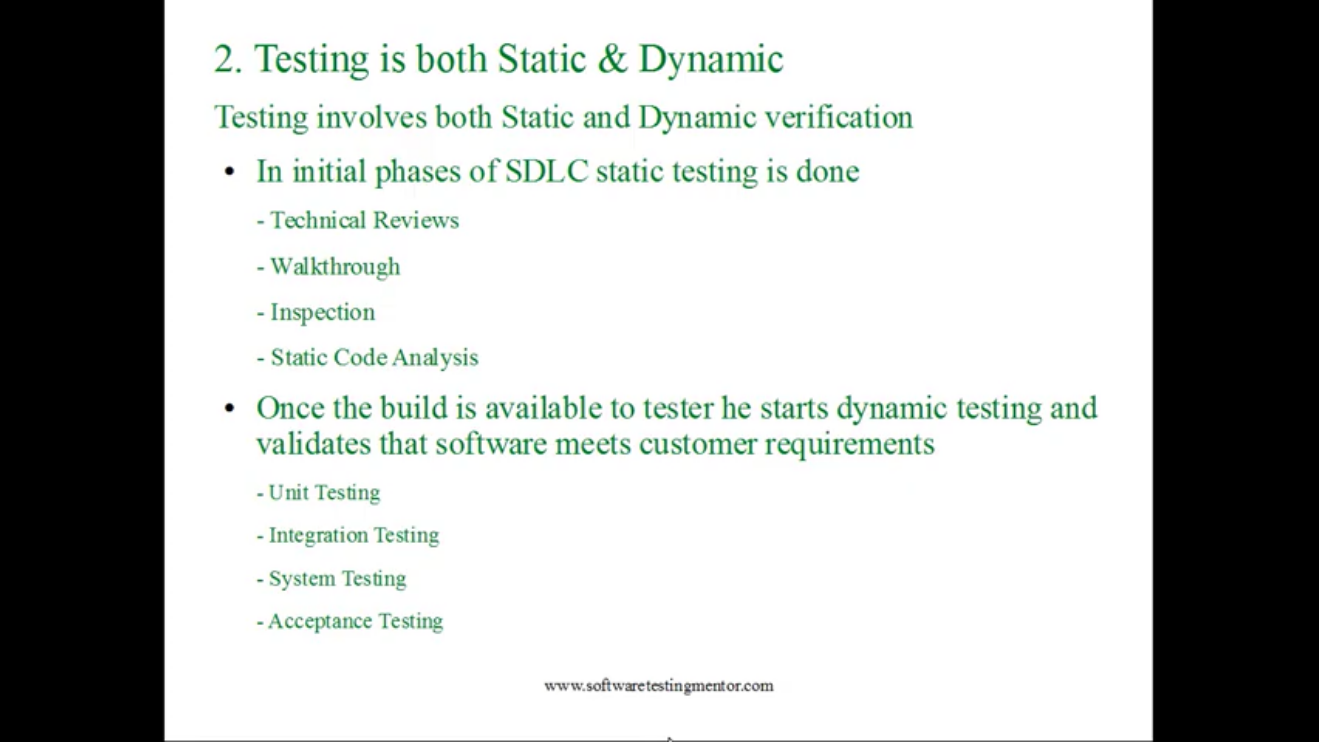 2. Testing is both Static & Dynamic
Testing involves both Static and Dynamic verification
• In initial phases of SDLC static testing is done
- Technical Reviews
- Walkthrough
- Inspection
- Static Code Analysis
• Once the build is available to tester he starts dynamic testing and
validates that software meets customer requirements
- Unit Testing
- Integration Testing
- System Testing
- Acceptance Testing
www.softwaretestingmentor.com